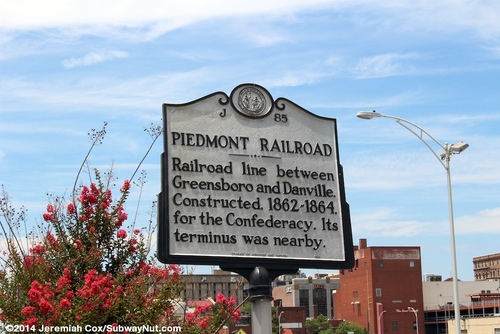 J 85
PIEDMONT RAILROAD
Railroad line between
Greensboro and Danville.
Constructed, 1862-1864,
for the Confederacy. Its
terminus was nearby.
©2014 Jeremiah Cox/SubwayNut.com